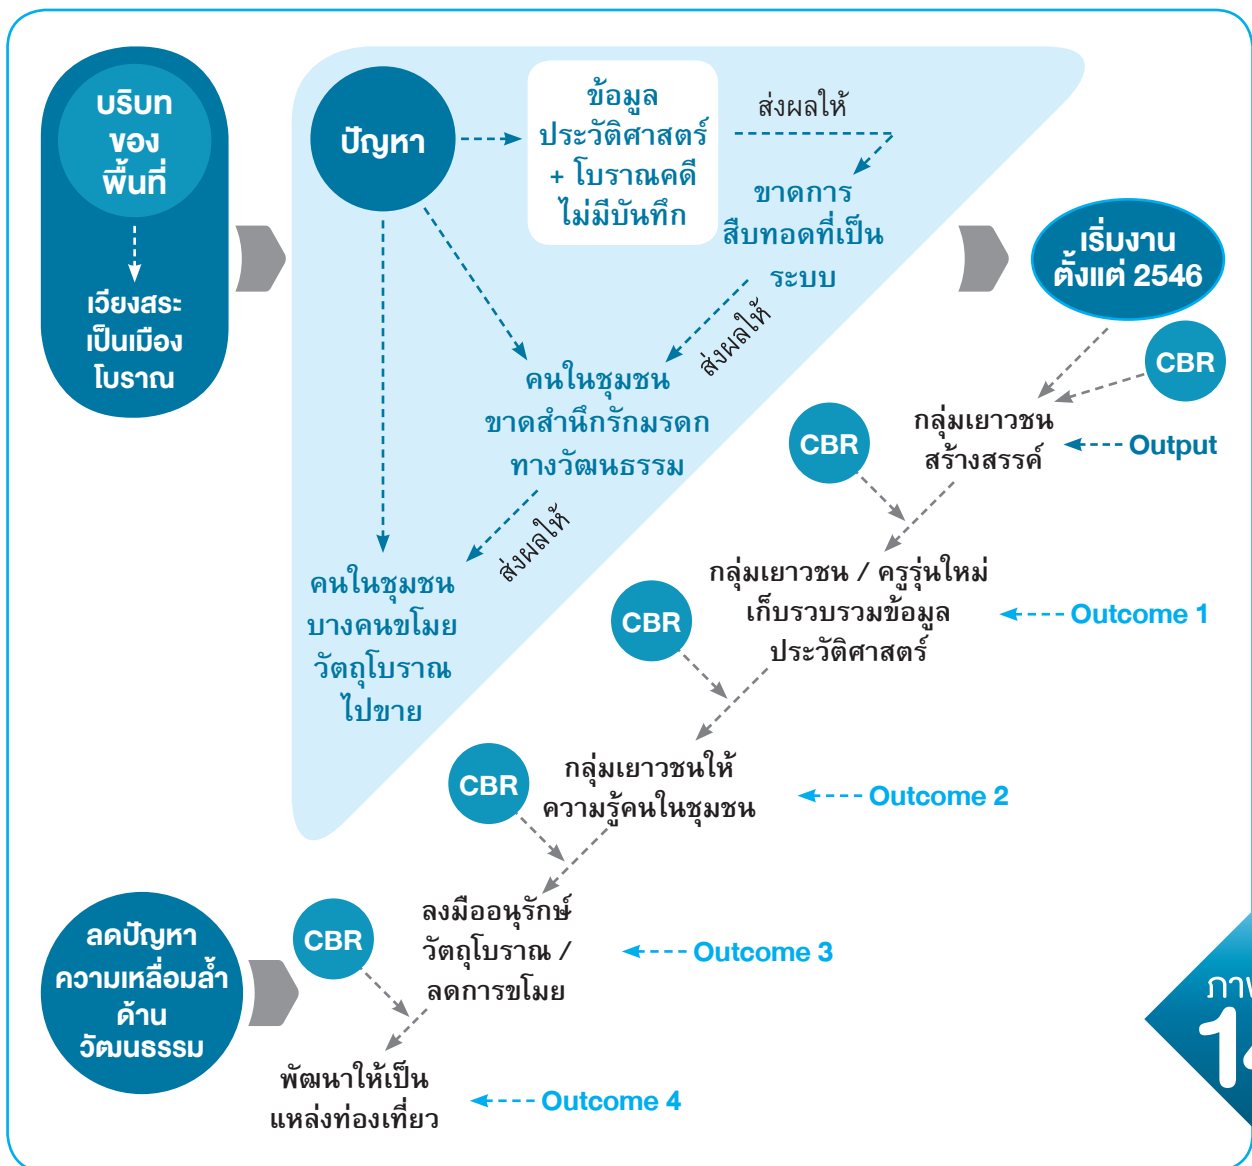 บริบท
ของ
พื้นที่
เวียงสระ
เป็นเมือง
โบราณ
ปัญหา
ข้อมูล
ประวัติศาสตร์
+ โบราณคดี
ไม่มีบันทึก
ส่งผลให้
ขาดการ
สืบทอดที่เป็น
ระบบ
ส่งผลให้
คนในชุมชน
ขาดสำนึกรักมรดก
ทางวัฒนธรรม
ส่งผลให้
คนในชุมชน
บางคนขโมย
วัตถุโบราณ
ไปขาย
เริ่มงาน
ตั้งแต่ 2546
CBR
กลุ่มเยาวชน
สร้างสรรค์
Output
CBR
กลุ่มเยาวชน / ครูรุ่นใหม่
เก็บรวบรวมข้อมูล
ประวัติศาสตร์
Outcome 1
CBR
กลุ่มเยาวชนให้
ความรู้คนในชุมชน
Outcome 2
CBR
ลงมืออนุรักษ์
วัตถุโบราณ /
ลดการขโมย
Outcome 3
CBR
พัฒนาให้เป็น
แหล่งท่องเที่ยว
Outcome 4
ลดปัญหา
ความเหลื่อมล้ำ
ด้าน
วัฒนธรรม